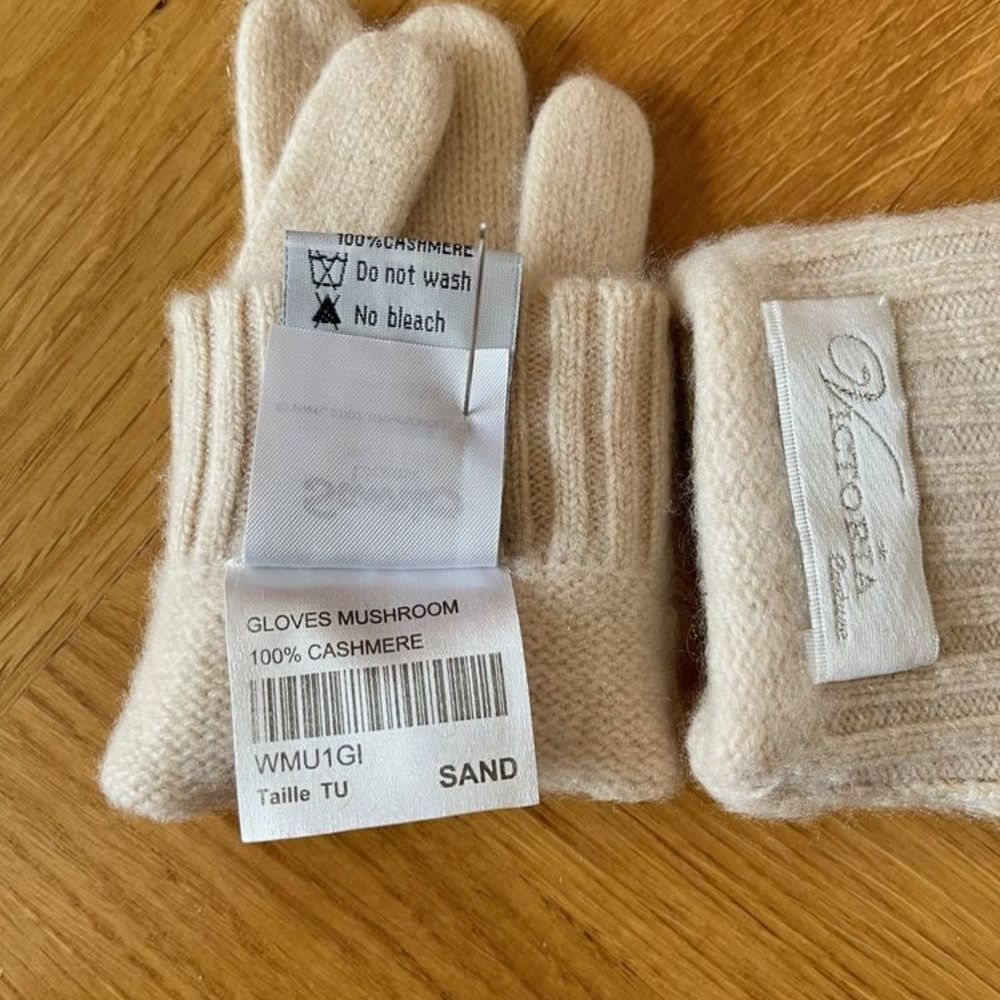 100%CASHMERE
Do not wash
No bleach
GLOVES MUSHROOM
100% CASHMERE
WMU1GI
Taille TU
SAND
VICTORIA